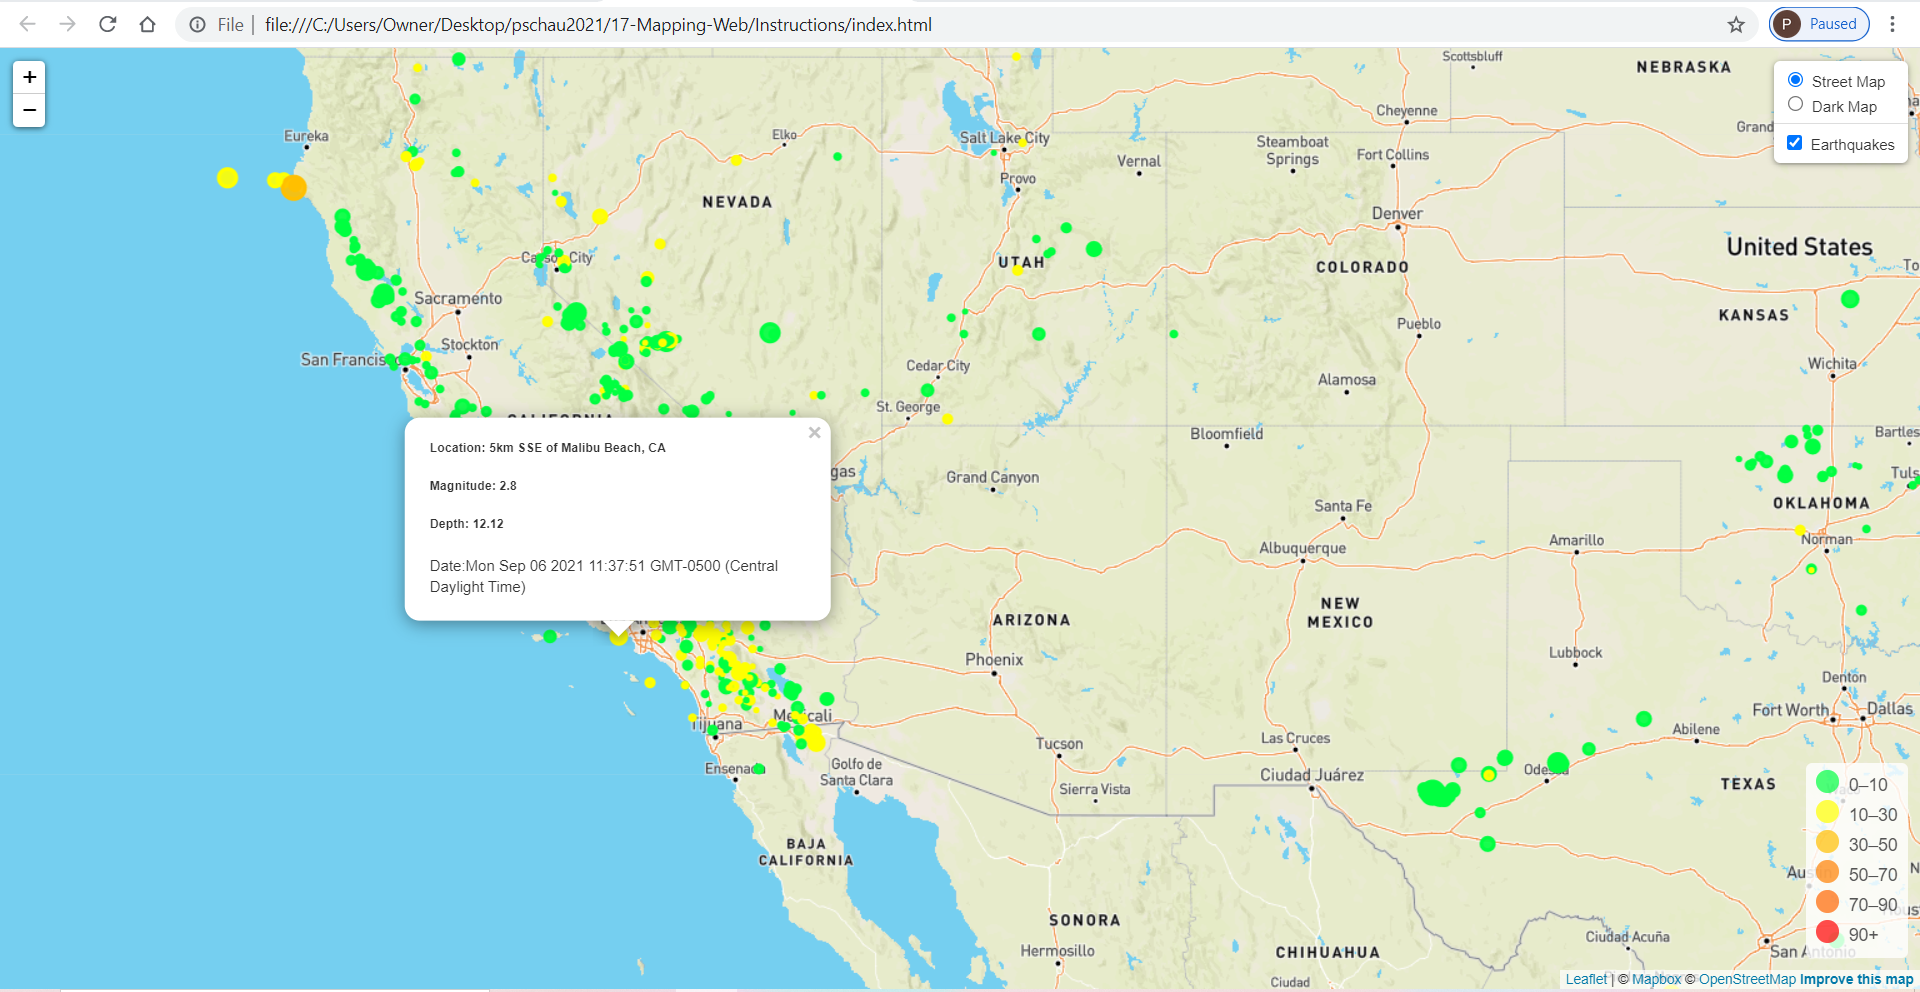 File | file:///C:/Users/Owner/Desktop/pschau2021/17-Mapping-Web/Instructions/index.html
P Paused
+
−
Street Map
Dark Map
Earthquakes
Scottsbluff
NEBRASKA
Cheyenne
Eureka
Elko
Salt Lake City
Grand
Steamboat
Springs
Fort Collins
Vernal
Provo
NEVADA
Denver
United States
Carson City
UTAH
COLORADO
To
Sacramento
KANSAS
Pueblo
Stockton
San Francisco
Cedar City
Wichita
Alamosa
St. George
CALIFORNIA
Bloomfield
Bartles
Location: 5km SSE of Malibu Beach, CA
Magnitude: 2.8
Depth: 12.12
Date:Mon Sep 06 2021 11:37:51 GMT-0500 (Central
Daylight Time)
×
gas
Grand Canyon
Tuls
Santa Fe
OKLAHOMA
Albuquerque
Amarillo
Norman
NEW
MEXICO
ARIZONA
Phoenix
Lubbock
Denton
Mexicali
Tijuana
Fort Worth
Dallas
Abilene
Las Cruces
Tucson
Ensenada
Golfo de
Santa Clara
Ciudad Juárez
Odessa
Sierra Vista
TEXAS
0–10
10–30
30–50
50–70
70–90
90+
BAJA
CALIFORNIA
SONORA
Hermosillo
CHIHUAHUA
Ciudad
Ciudad Acuña
San Antonio
Leaflet | © Mapbox © OpenStreetMap Improve this map